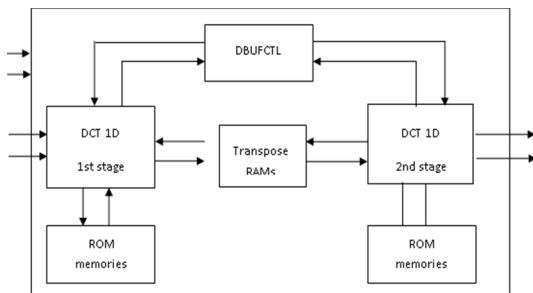 DBUFCTL
DCT 1D
1st stage
Transpose
RAMs
DCT 1D
2nd stage
ROM
memories
ROM
memories